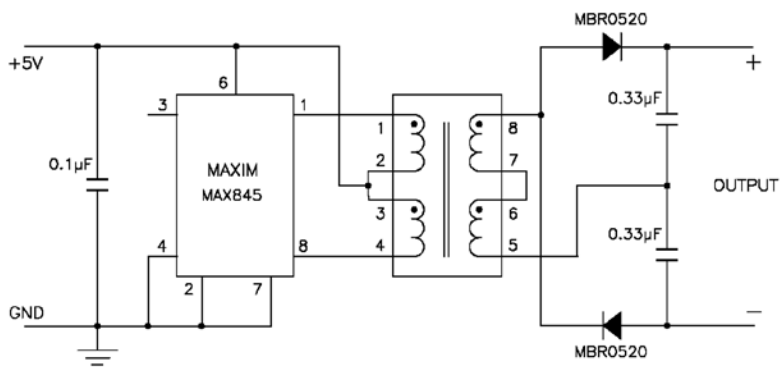 MBR0520
+5V
+
6
3
1
0.33µF
1
8
0.1µF
MAXIM
MAX845
2
7
OUTPUT
3
6
0.33µF
4
8
4
5
2
7
GND
−
MBR0520